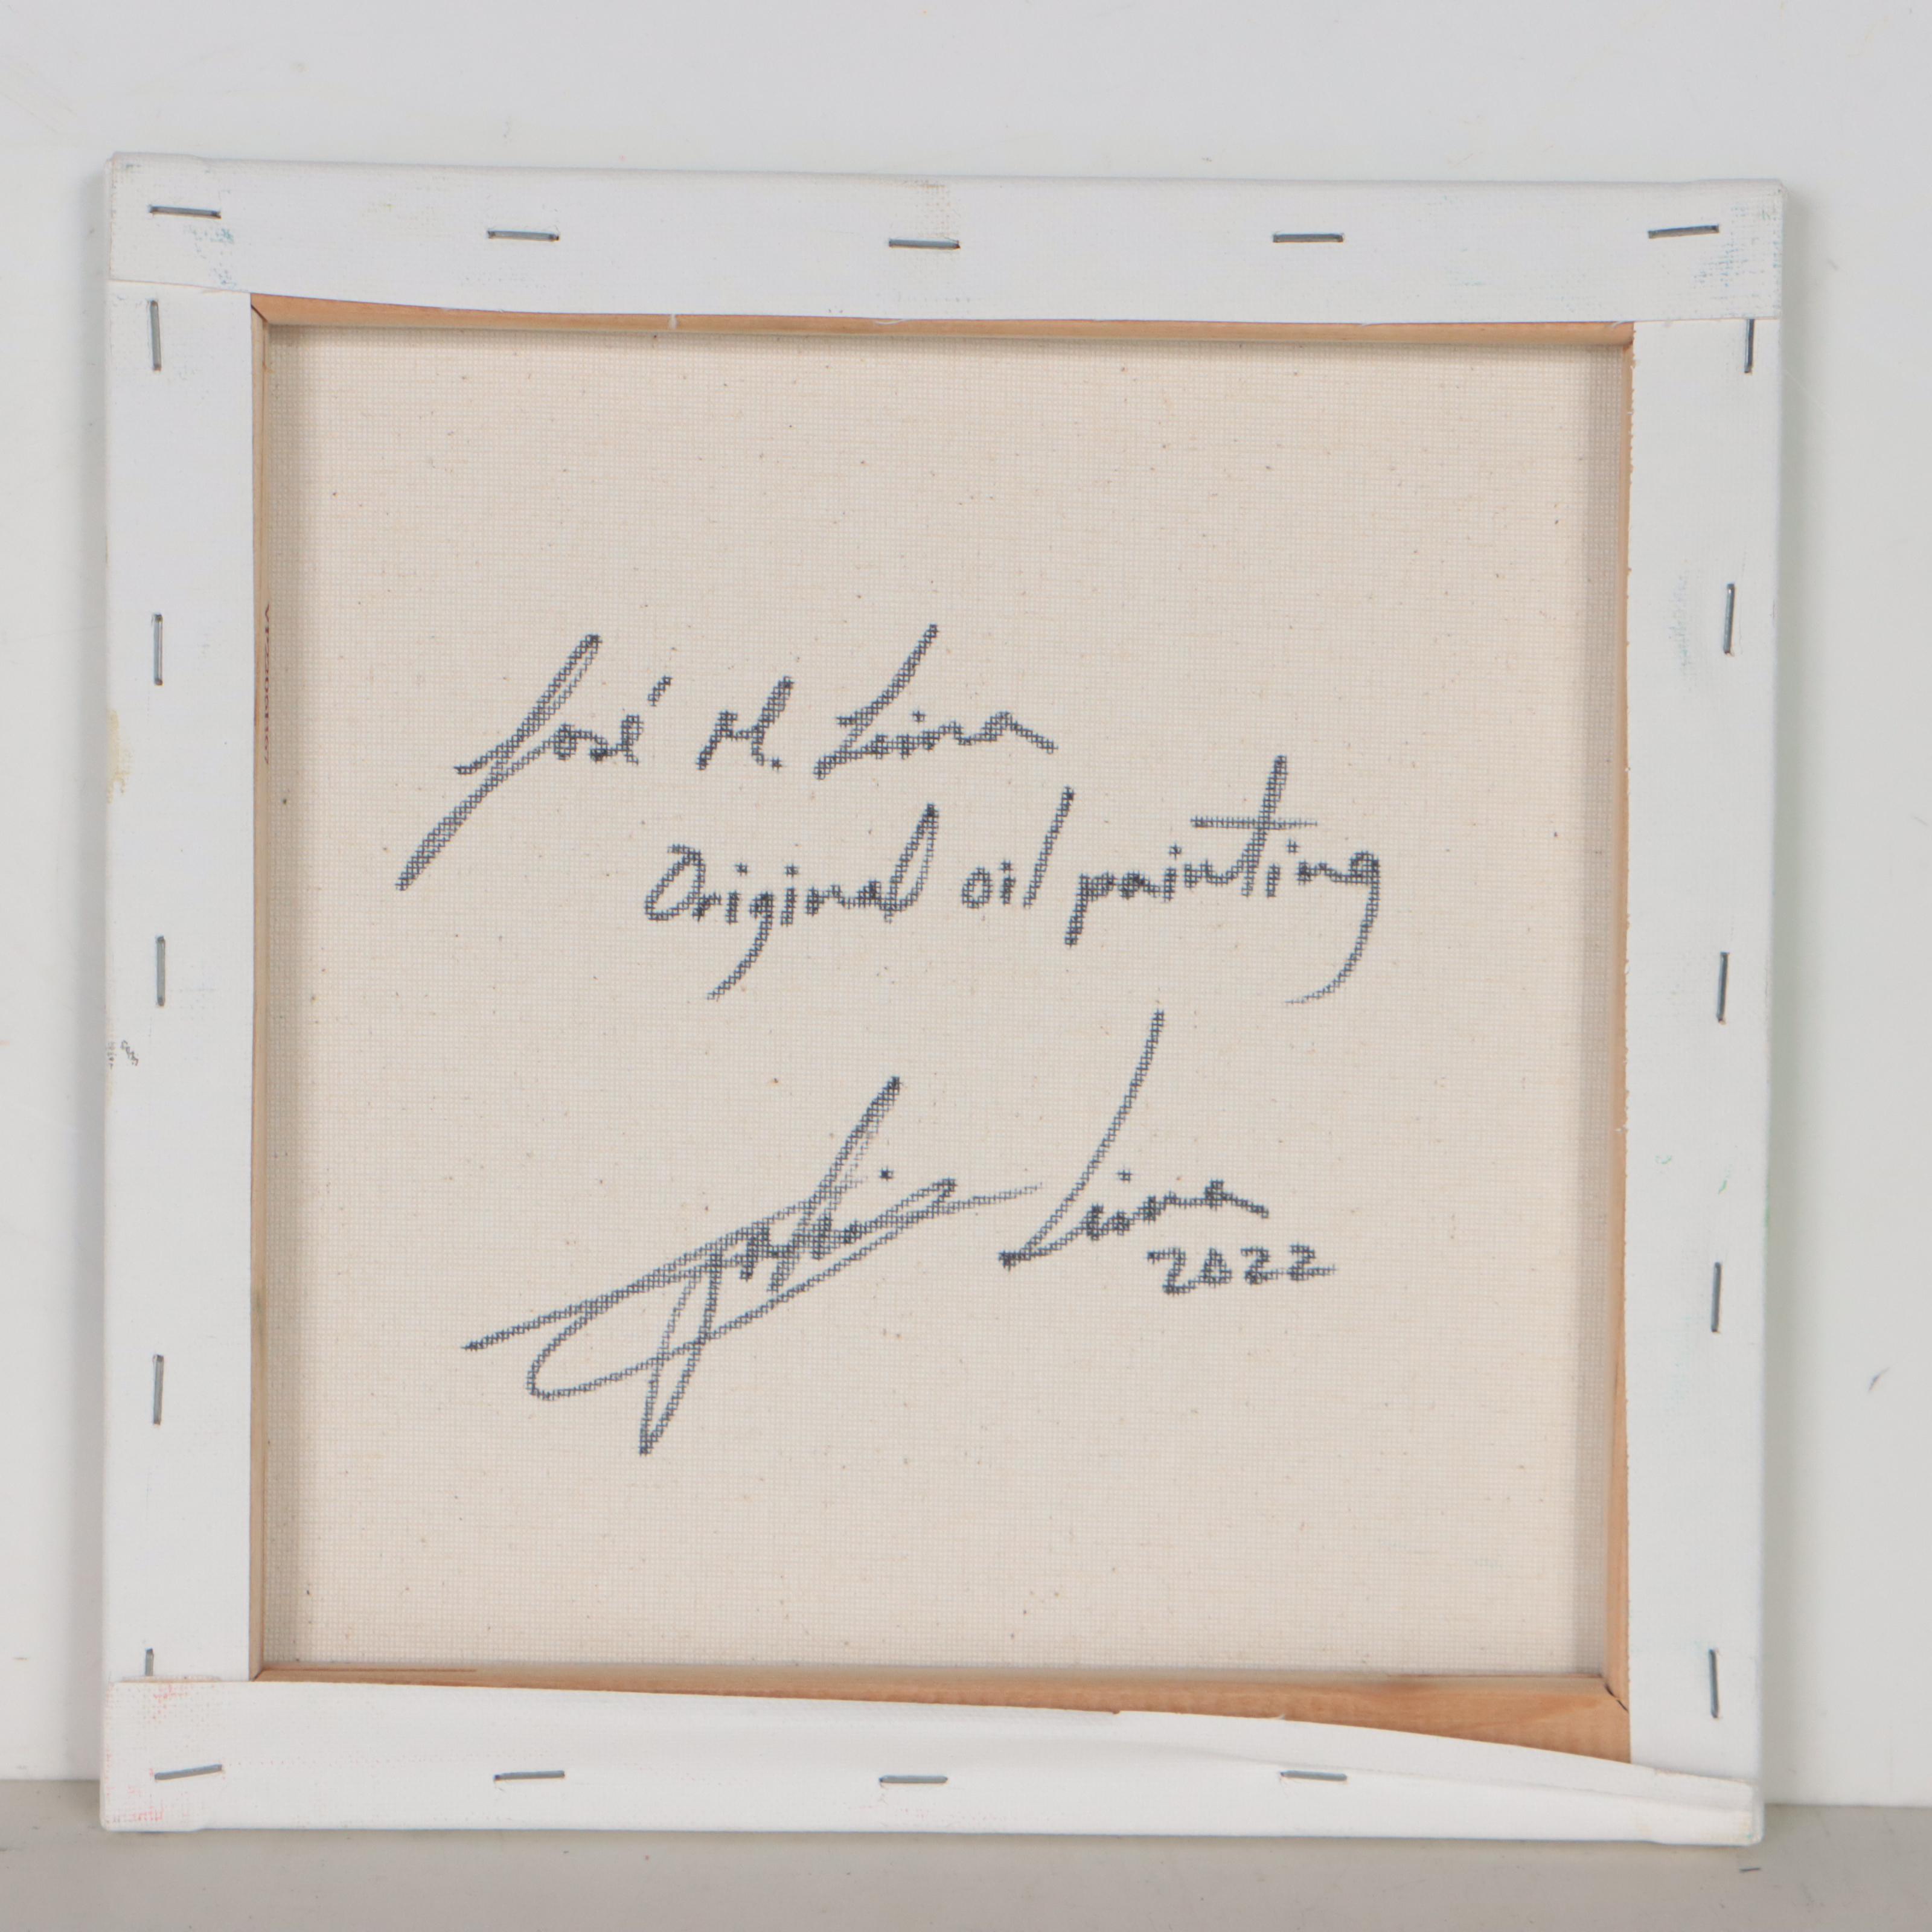 José M. Lima
Original oil painting
Lima
2022